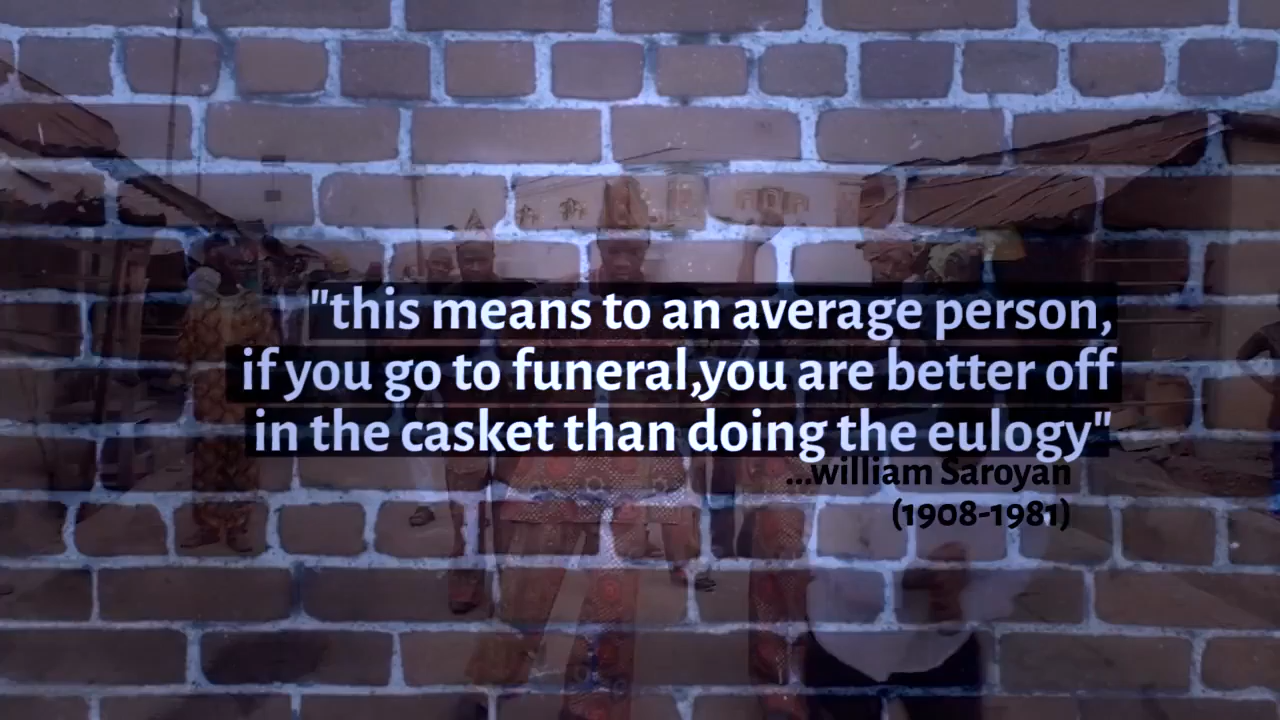 "this means to an average person,
if you go to funeral,you are better off
in the casket than doing the eulogy"
...william Saroyan
(1908-1981)